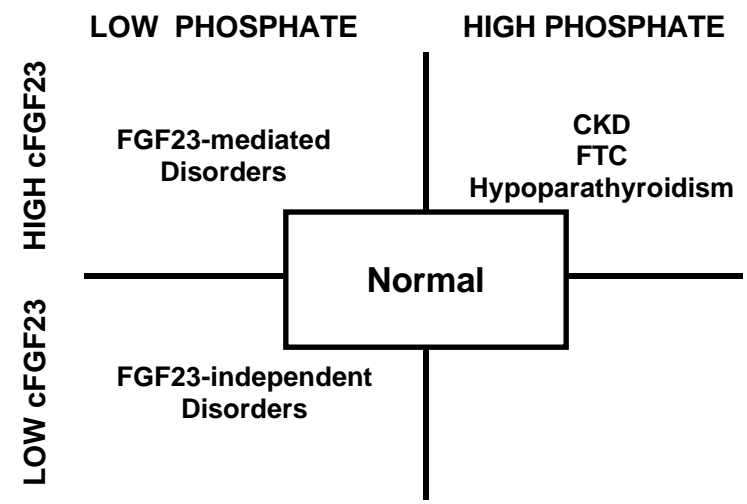 LOW PHOSPHATE
HIGH PHOSPHATE
HIGH cFGF23
FGF23-mediated
Disorders
CKD
FTC
Hypoparathyroidism
Normal
LOW cFGF23
FGF23-independent
Disorders